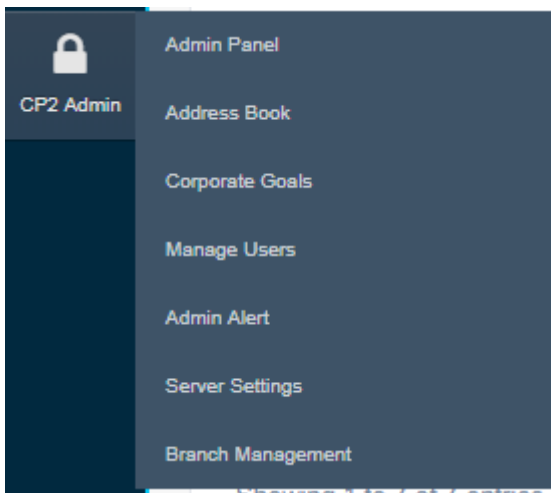 CP2 Admin
Admin Panel
Address Book
Corporate Goals
Manage Users
Admin Alert
Server Settings
Branch Management